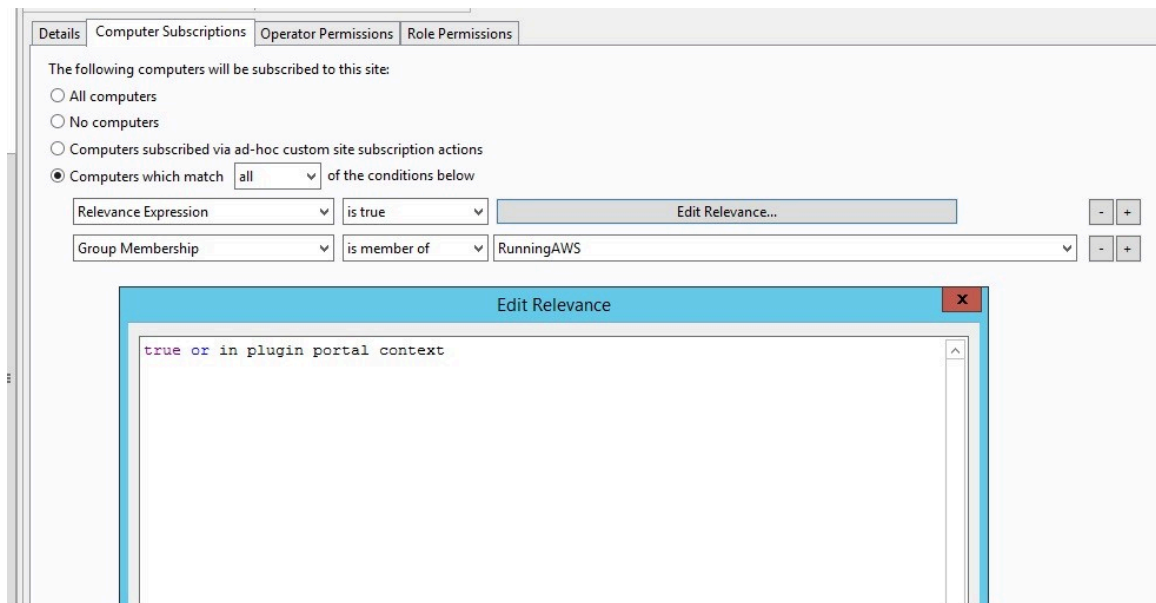 Details Computer Subscriptions Operator Permissions Role Permissions
The following computers will be subscribed to this site:
All computers
No computers
Computers subscribed via ad-hoc custom site subscription actions
Computers which match all of the conditions below
Relevance Expression is true Edit Relevance... - +
Group Membership is member of RunningAWS - +
Edit Relevance x
true or in plugin portal context